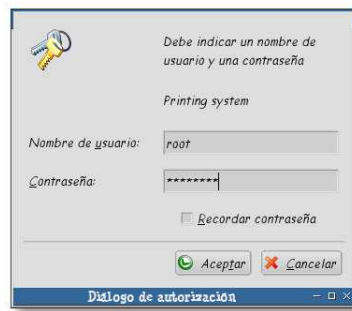 Debe indicar un nombre de
usuario y una contraseña
Printing system
Nombre de usuario: root
Contraseña: ********
Recordar contraseña
Aceptar Cancelar
Diálogo de autorización